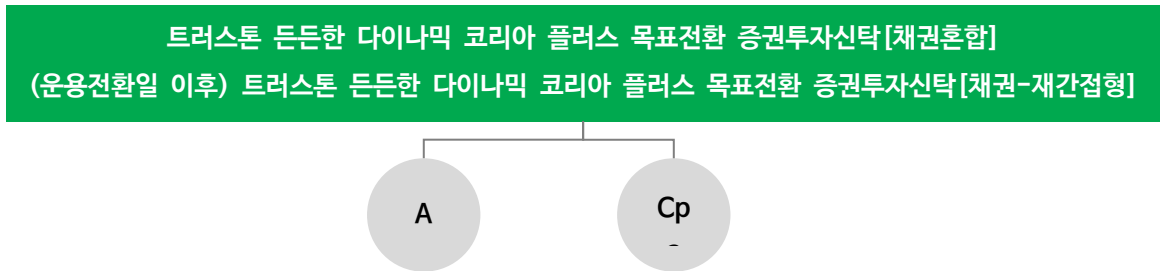 트러스톤 든든한 다이나믹 코리아 플러스 목표전환 증권투자신탁[채권혼합]
(운용전환일 이후) 트러스톤 든든한 다이나믹 코리아 플러스 목표전환 증권투자신탁[채권-재간접형]
A
Cp